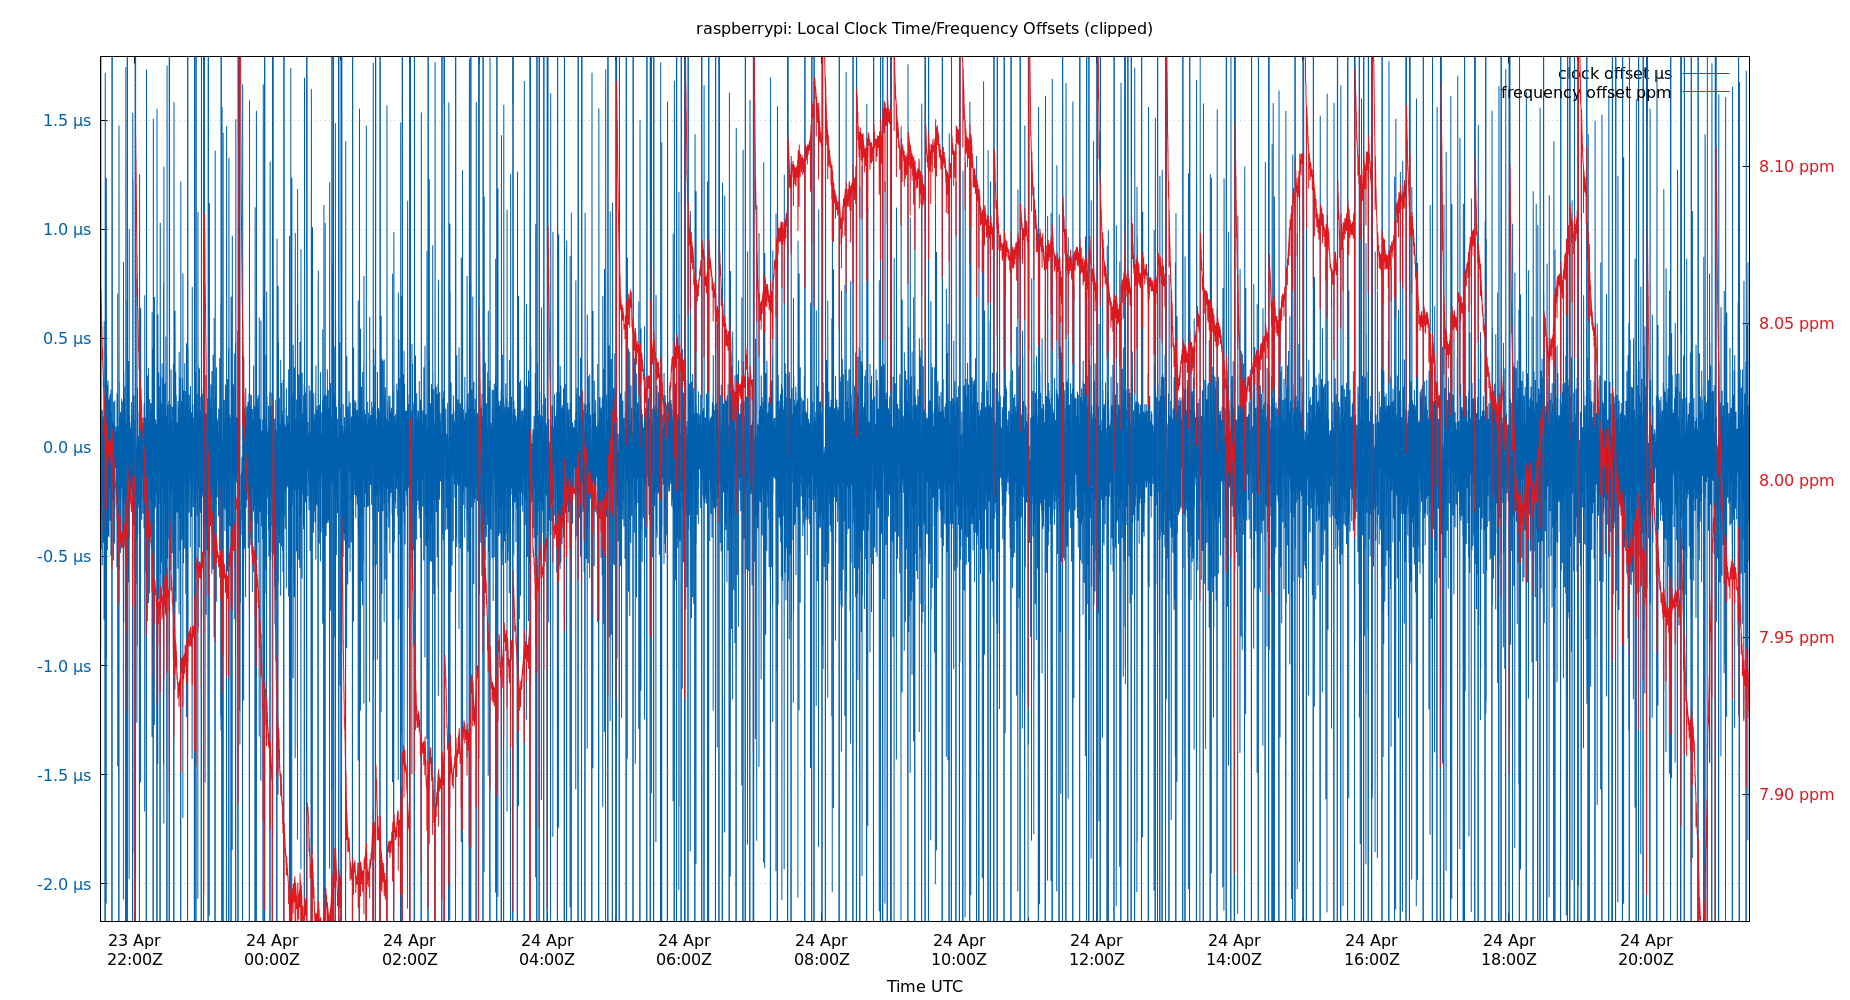 raspberrypi: Local Clock Time/Frequency Offsets (clipped)
clock offset µs
frequency offset ppm
1.5 µs
1.0 µs
0.5 µs
0.0 µs
-0.5 µs
-1.0 µs
-1.5 µs
-2.0 µs
8.10 ppm
8.05 ppm
8.00 ppm
7.95 ppm
7.90 ppm
23 Apr 24 Apr 24 Apr 24 Apr 24 Apr 24 Apr 24 Apr 24 Apr 24 Apr 24 Apr 24 Apr 24 Apr
22:00Z 00:00Z 02:00Z 04:00Z 06:00Z 08:00Z 10:00Z 12:00Z 14:00Z 16:00Z 18:00Z 20:00Z
Time UTC